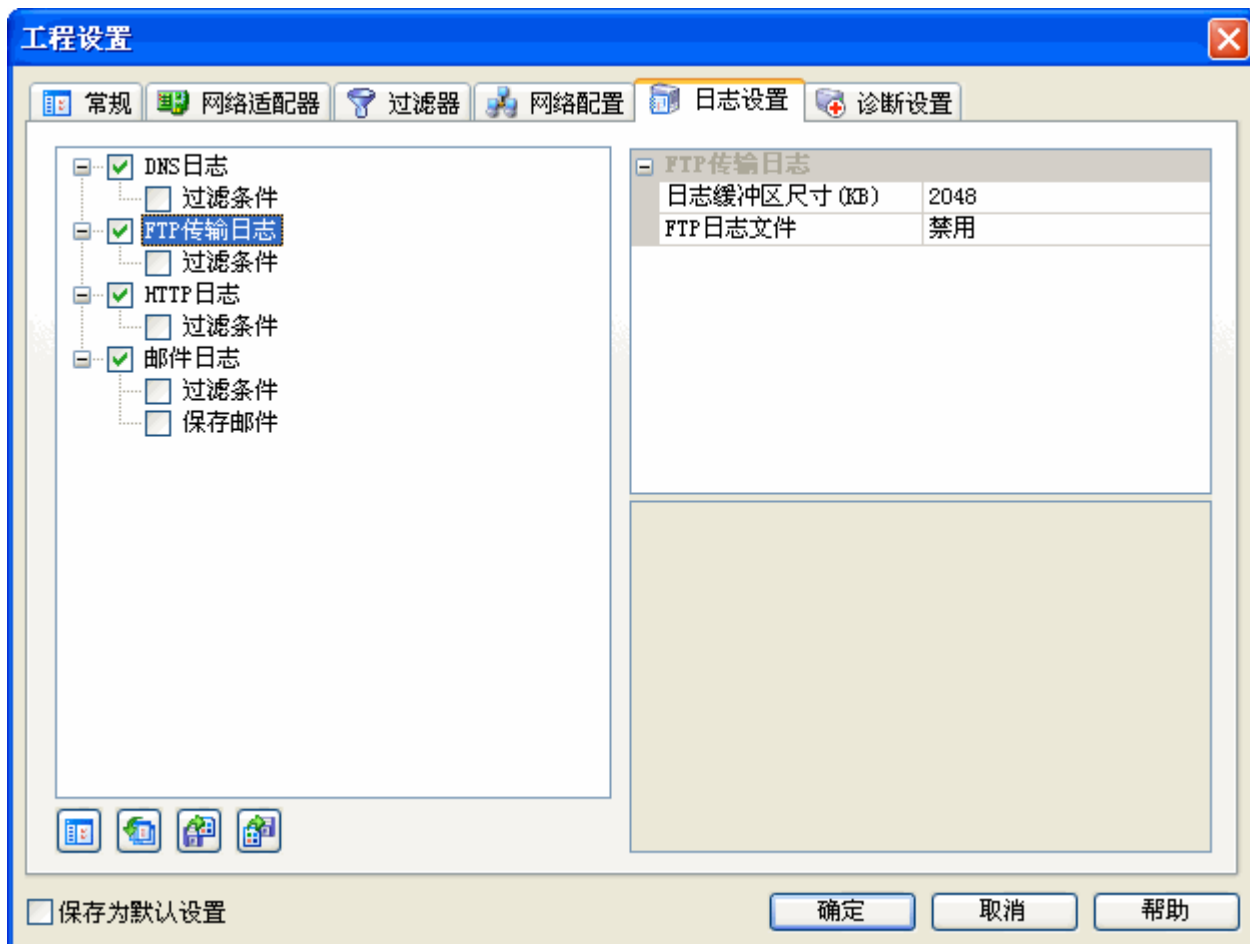 工程设置
常规 网络适配器 过滤器 网络配置 日志设置 诊断设置
DNS日志
过滤条件
FTP传输日志
过滤条件
HTTP日志
过滤条件
邮件日志
过滤条件
保存邮件
FTP传输日志
日志缓冲区尺寸(KB) 2048
FTP日志文件 禁用
保存为默认设置
确定 取消 帮助